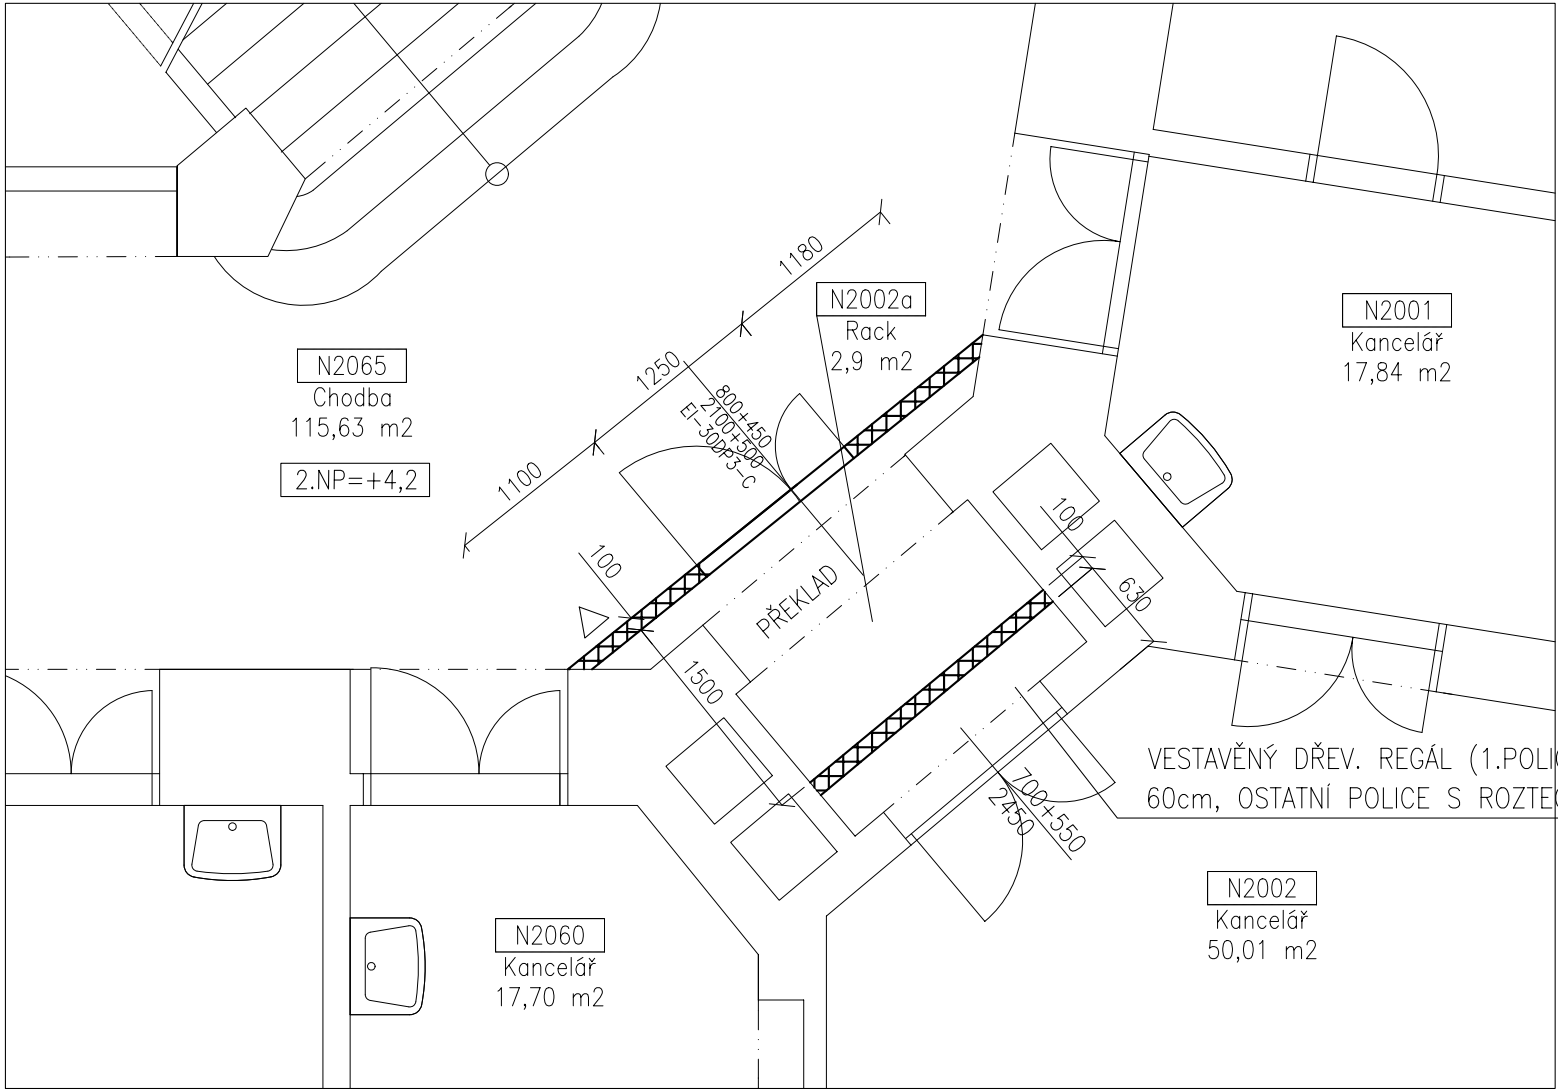 1180
N2002a
Rack
2,9 m2
N2001
Kancelář
17,84 m2
N2065
Chodba
115,63 m2
1250
800+450
2100+500
EI-30DP3-C
2.NP=+4,2
1100
100
100
630
PŘEKLAD
1500
VESTAVĚNÝ DŘEV. REGÁL (1.POLIC
60cm, OSTATNÍ POLICE S ROZTEČ
700+550
2450
N2002
Kancelář
50,01 m2
N2060
Kancelář
17,70 m2